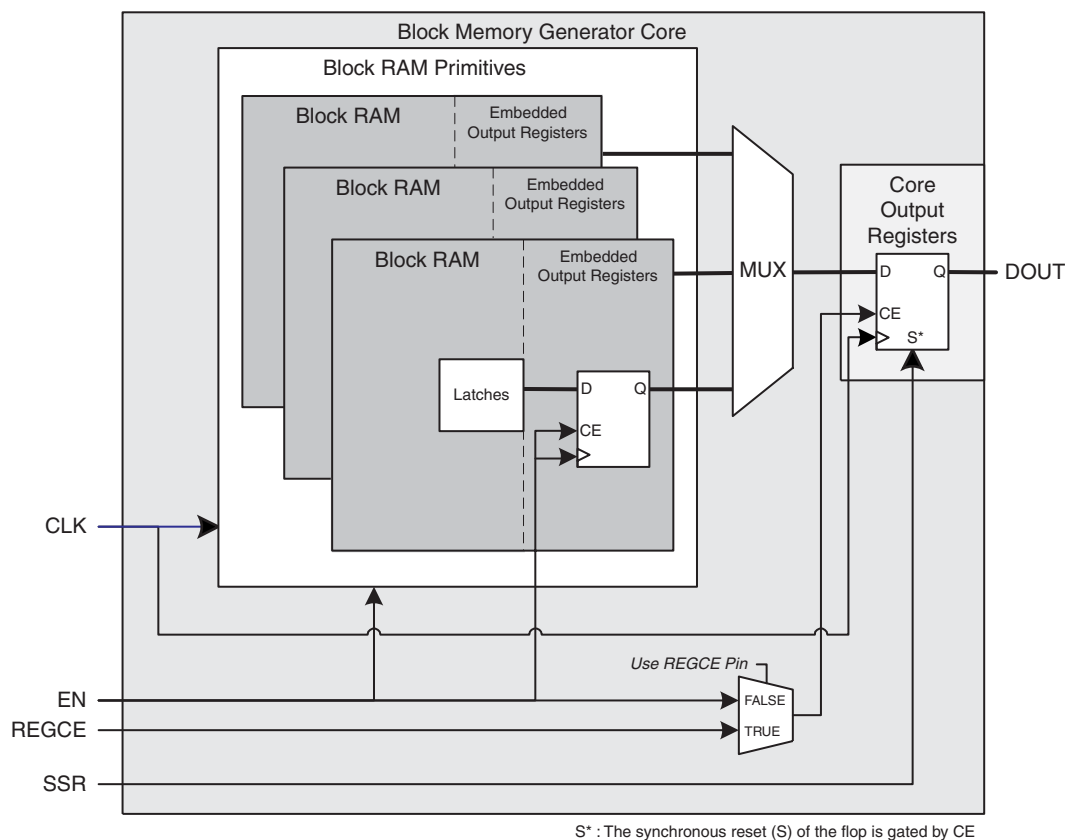 Block Memory Generator Core
Block RAM Primitives
Block RAM
Embedded
Output Registers
Block RAM
Embedded
Output Registers
Block RAM
Embedded
Output Registers
Latches
D
Q
CE
MUX
Core
Output
Registers
D
Q
CE
S*
DOUT
CLK
Use REGCE Pin
EN
FALSE
REGCE
TRUE
SSR
S* : The synchronous reset (S) of the flop is gated by CE